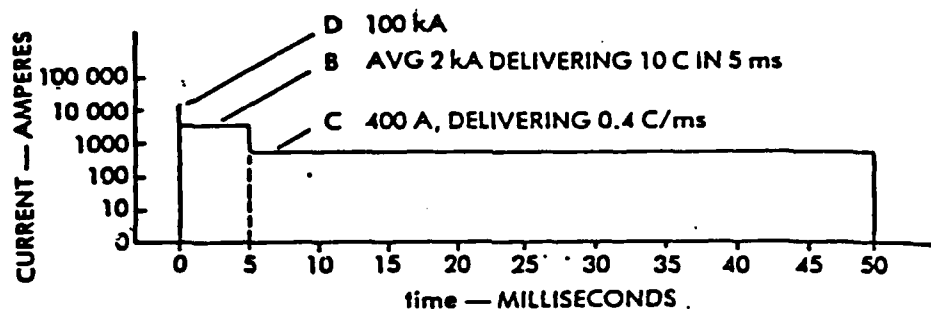 D 100 kA
B AVG 2 kA DELIVERING 10 C IN 5 ms
C 400 A, DELIVERING 0.4 C/ms
CURRENT — AMPERES
100 000
10 000
1000
100
10
0
0 5 10 15 20 25 30 35 40 45 50
time — MILLISECONDS